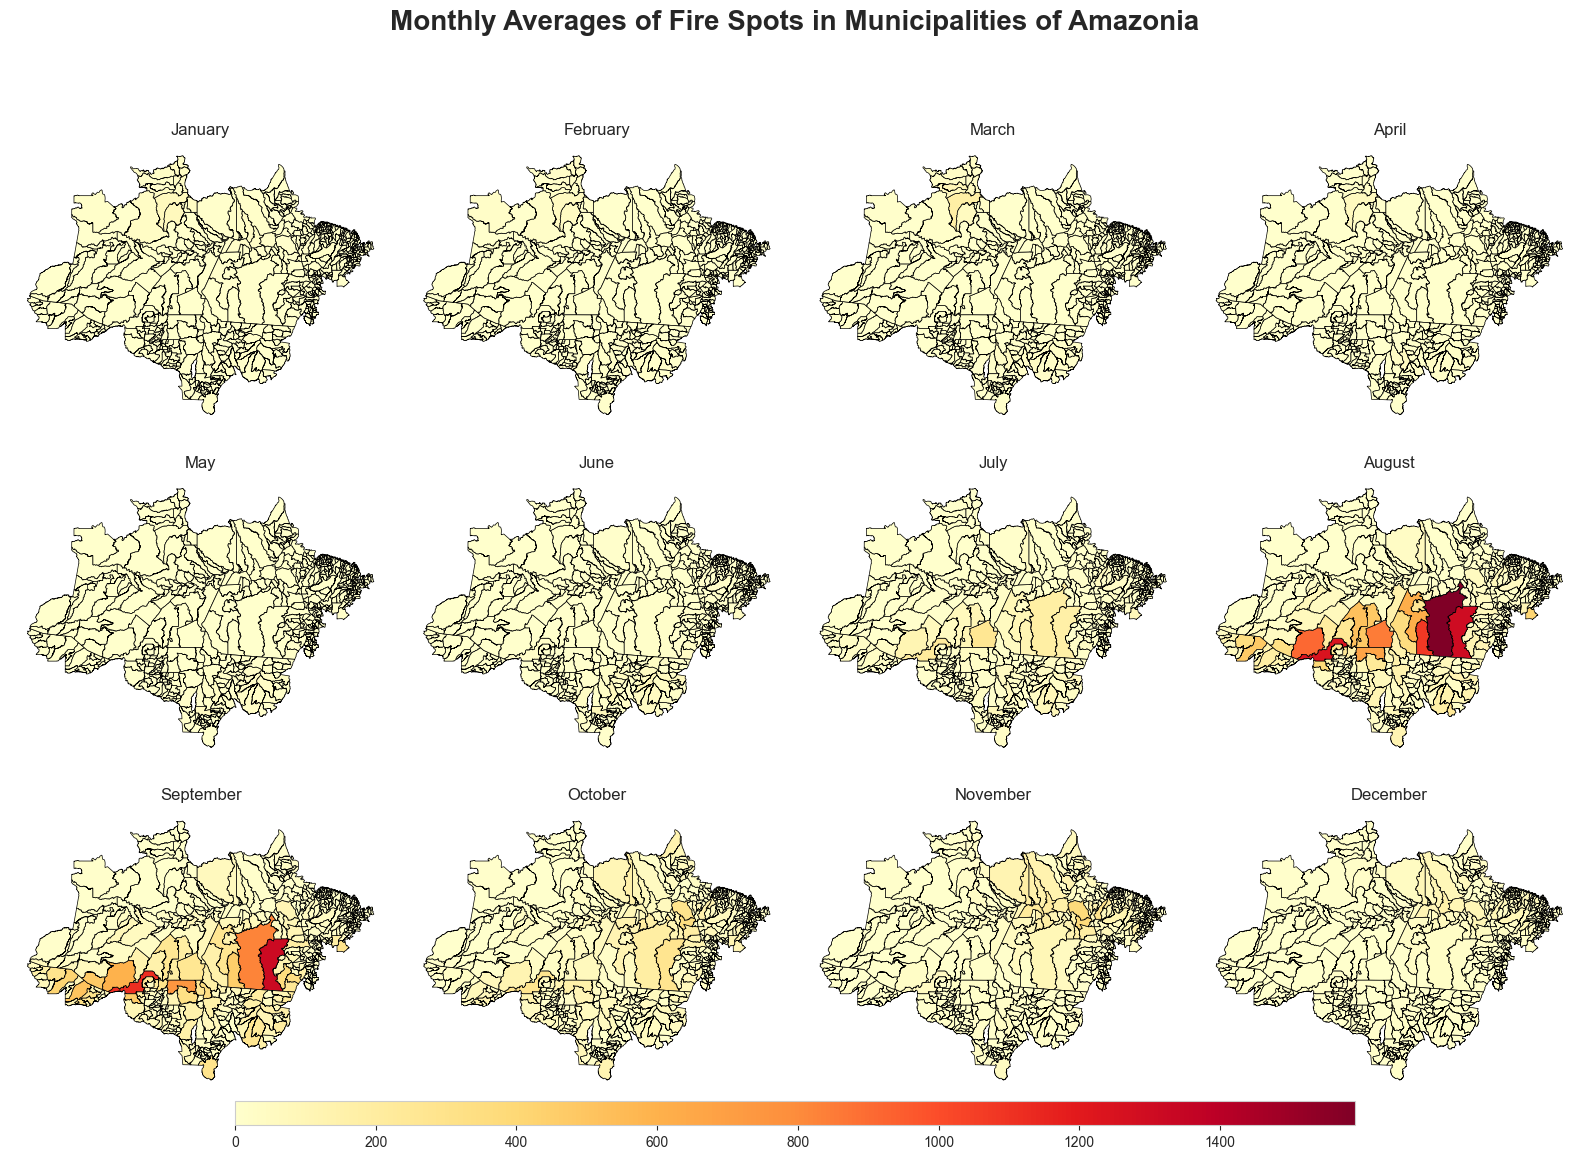 Monthly Averages of Fire Spots in Municipalities of Amazonia
January
February
March
April
May
June
July
August
September
October
November
December
0
200
400
600
800
1000
1200
1400